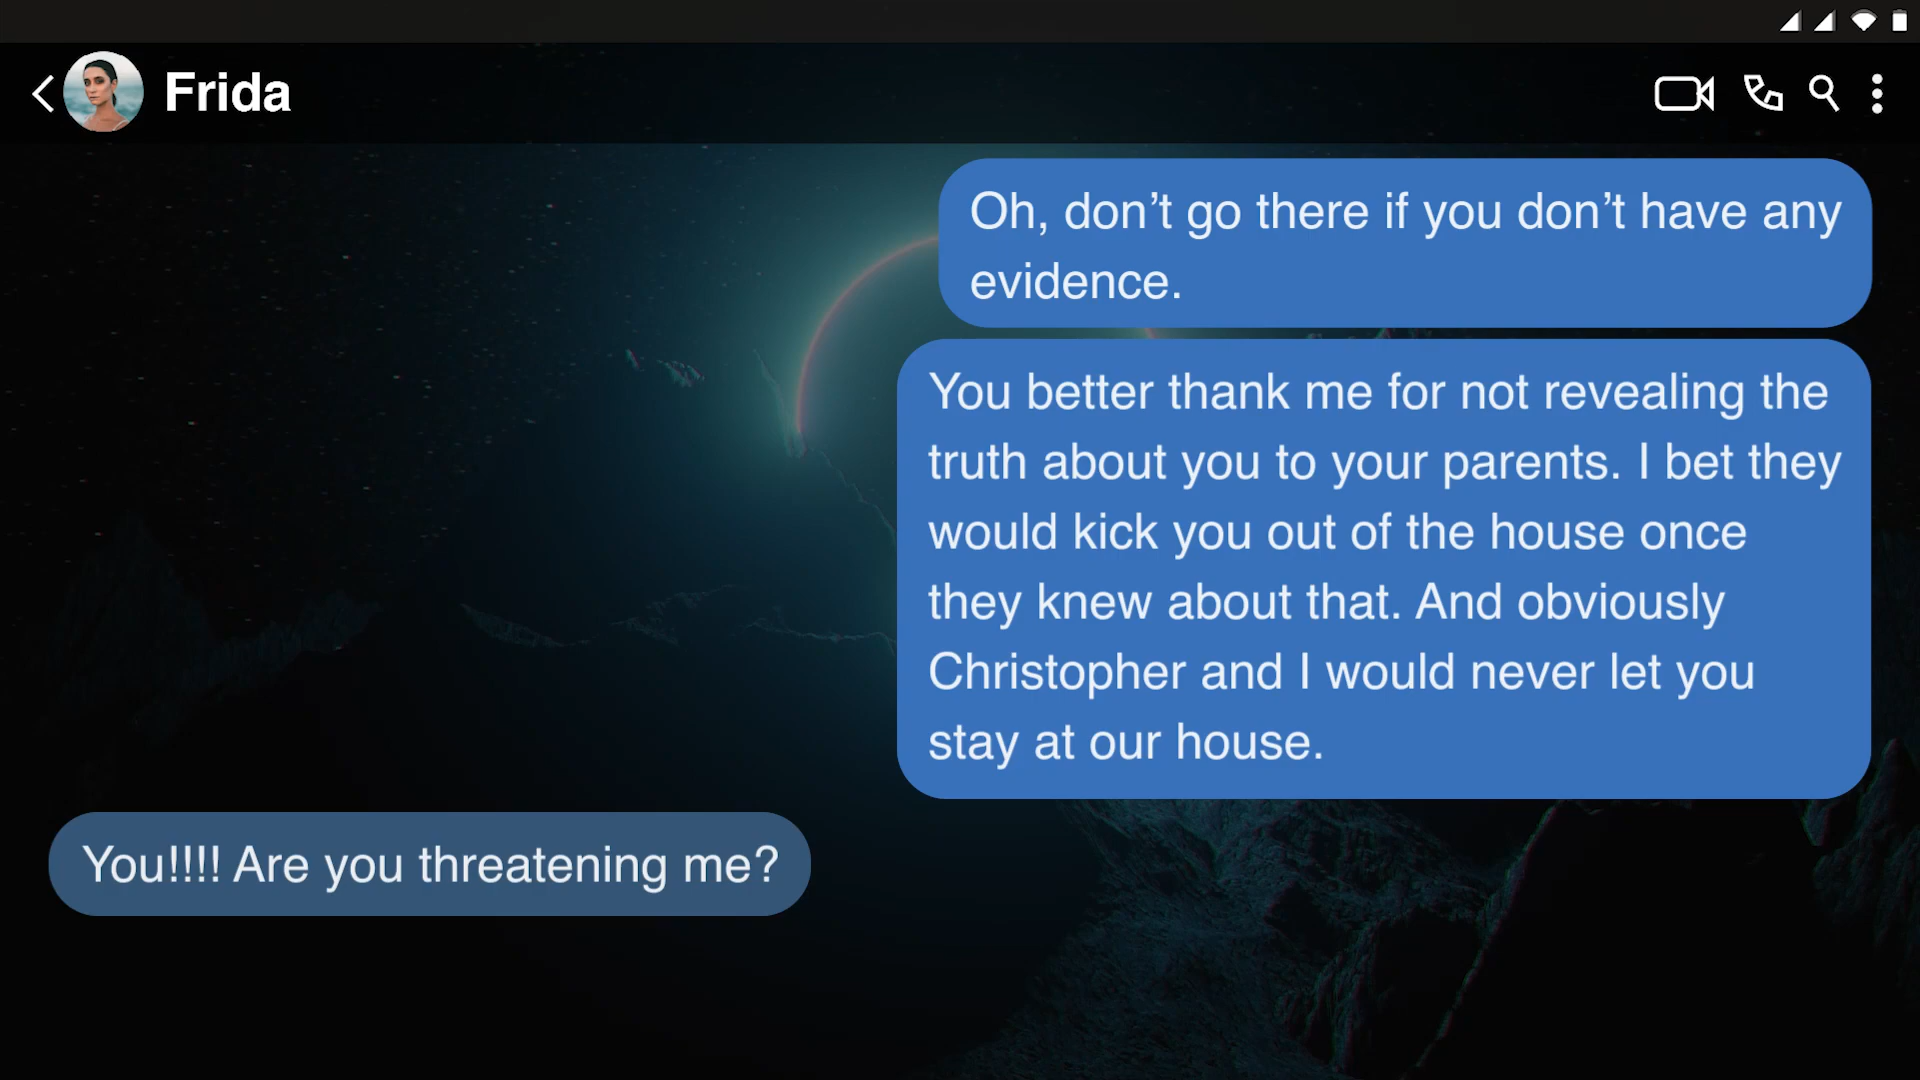 Frida
Oh, don’t go there if you don’t have any
evidence.
You better thank me for not revealing the
truth about you to your parents. I bet they
would kick you out of the house once
they knew about that. And obviously
Christopher and I would never let you
stay at our house.
You!!!! Are you threatening me?